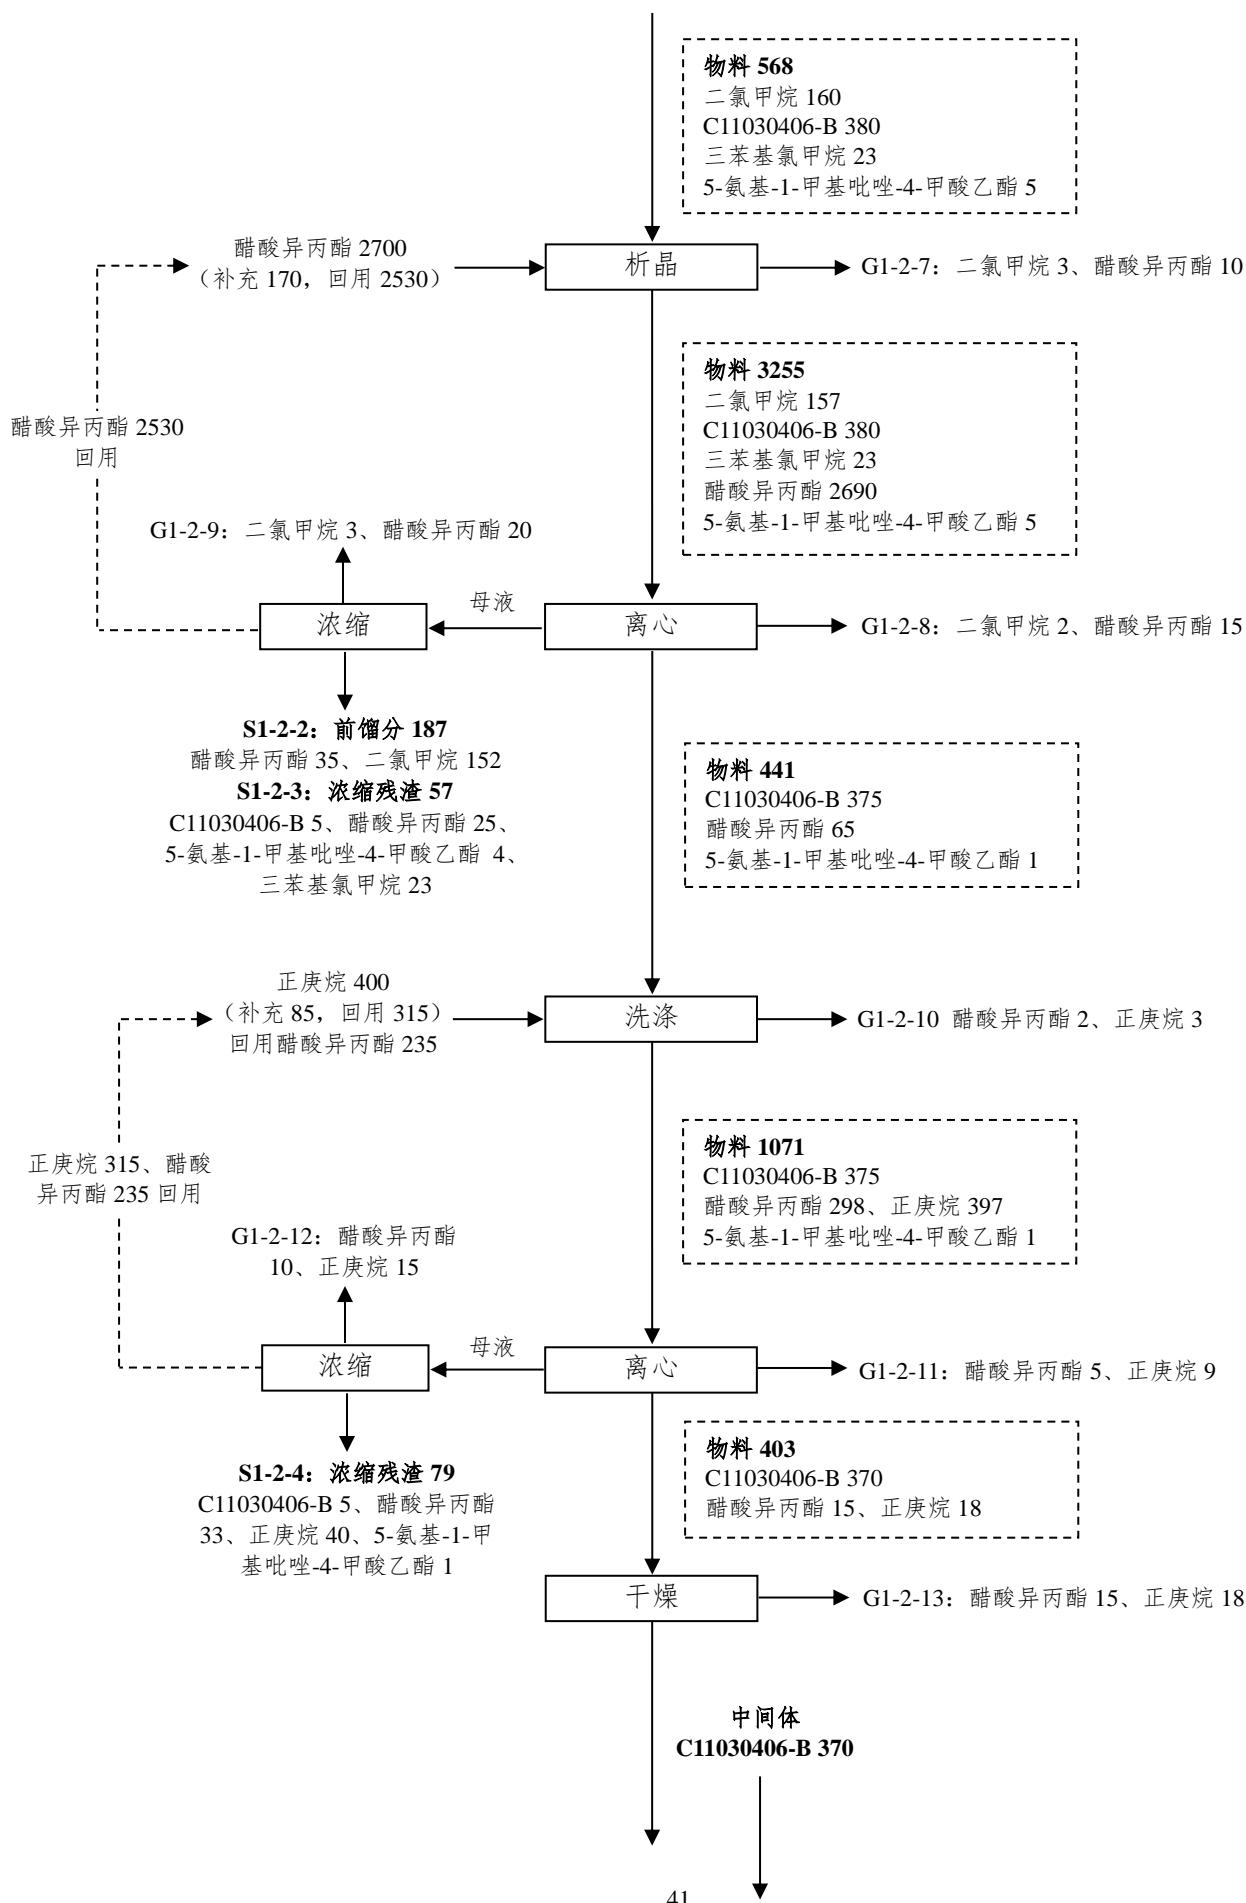 物料 568
二氯甲烷 160
C11030406-B 380
三苯基氯甲烷 23
5-氨基-1-甲基吡唑-4-甲酸乙酯 5
醋酸异丙酯 2700
（补充 170，回用 2530）
析晶
G1-2-7：二氯甲烷 3、醋酸异丙酯 10
物料 3255
二氯甲烷 157
C11030406-B 380
三苯基氯甲烷 23
醋酸异丙酯 2690
5-氨基-1-甲基吡唑-4-甲酸乙酯 5
醋酸异丙酯 2530
回用
G1-2-9：二氯甲烷 3、醋酸异丙酯 20
浓缩
母液
离心
G1-2-8：二氯甲烷 2、醋酸异丙酯 15
S1-2-2：前馏分 187
醋酸异丙酯 35、二氯甲烷 152
S1-2-3：浓缩残渣 57
C11030406-B 5、醋酸异丙酯 25、
5-氨基-1-甲基吡唑-4-甲酸乙酯 4、
三苯基氯甲烷 23
物料 441
C11030406-B 375
醋酸异丙酯 65
5-氨基-1-甲基吡唑-4-甲酸乙酯 1
正庚烷 400
（补充 85，回用 315）
回用醋酸异丙酯 235
洗涤
G1-2-10 醋酸异丙酯 2、正庚烷 3
物料 1071
C11030406-B 375
醋酸异丙酯 298、正庚烷 397
5-氨基-1-甲基吡唑-4-甲酸乙酯 1
正庚烷 315、醋酸
异丙酯 235 回用
G1-2-12：醋酸异丙酯
10、正庚烷 15
浓缩
母液
离心
G1-2-11：醋酸异丙酯 5、正庚烷 9
S1-2-4：浓缩残渣 79
C11030406-B 5、醋酸异丙酯
33、正庚烷 40、5-氨基-1-甲
基吡唑-4-甲酸乙酯 1
物料 403
C11030406-B 370
醋酸异丙酯 15、正庚烷 18
干燥
G1-2-13：醋酸异丙酯 15、正庚烷 18
中间体
C11030406-B 370
41